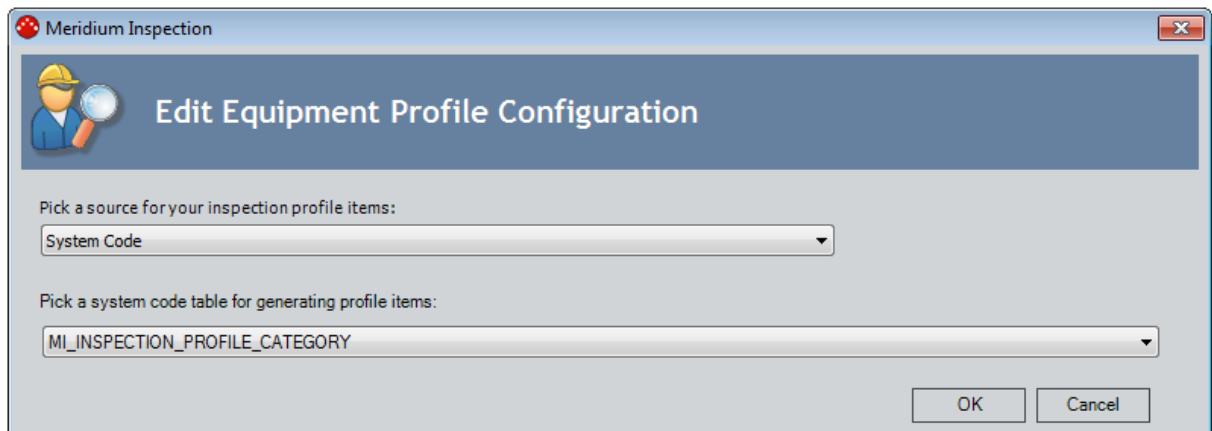 Meridium Inspection
Edit Equipment Profile Configuration
Pick a source for your inspection profile items:
System Code
Pick a system code table for generating profile items:
MI_INSPECTION_PROFILE_CATEGORY
OK Cancel